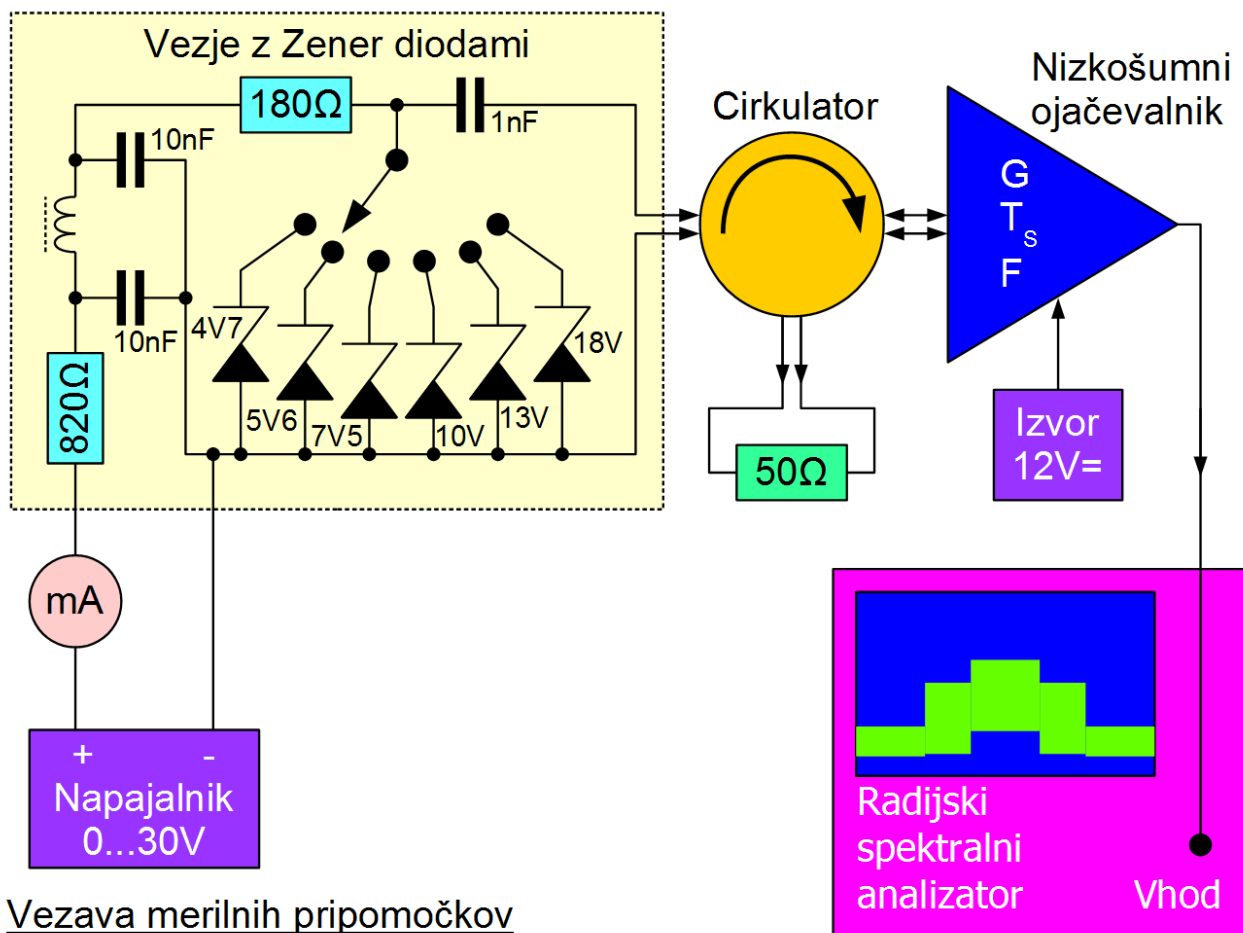 Vezje z Zener diodami
180Ω
1nF
10nF
10nF
820Ω
4V7
5V6
7V5
10V
13V
18V
Cirkulator
50Ω
Nizkošumni
ojačevalnik
G
T
S
F
Izvor
12V=
mA
+ -
Napajalnik
0...30V
Radijski
spektralni
analizator
Vhod
Vezava merilnih pripomočkov